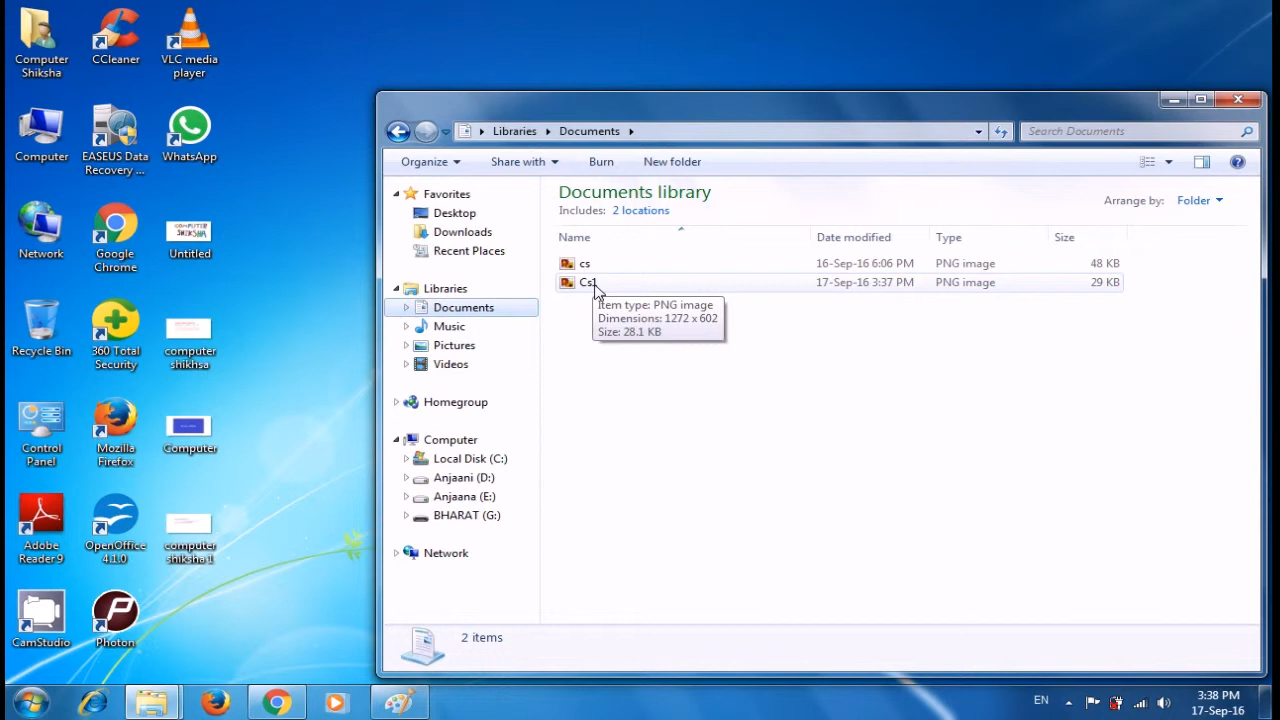 Computer
Shiksha
CCleaner
VLC media
player
Computer
EASEUS Data
Recovery ...
WhatsApp
Network
Google
Chrome
COMPUTER
SHIKSHA
Untitled
Recycle Bin
360 Total
Security
computer
shikhsa
Control
Panel
Mozilla
Firefox
Computer
Adobe
Reader 9
OpenOffice
4.1.0
computer
shiksha 1
CamStudio
Photon
Libraries
Documents
Search Documents
Organize
Share with
Burn
New folder
Favorites
Desktop
Downloads
Recent Places
Libraries
Documents
Music
Pictures
Videos
Homegroup
Computer
Local Disk (C:)
Anjaani (D:)
Anjaana (E:)
BHARAT (G:)
Network
Documents library
Includes: 2 locations
Arrange by: Folder
Name Date modified Type Size
cs 16-Sep-16 6:06 PM PNG image 48 KB
Cs1 17-Sep-16 3:37 PM PNG image 29 KB
Item type: PNG image
Dimensions: 1272 x 602
Size: 28.1 KB
2 items
EN
3:38 PM
17-Sep-16